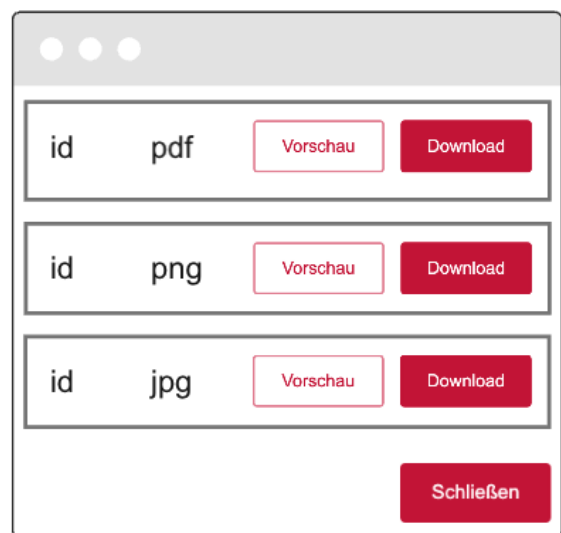 id pdf Vorschau Download
id png Vorschau Download
id jpg Vorschau Download
Schließen